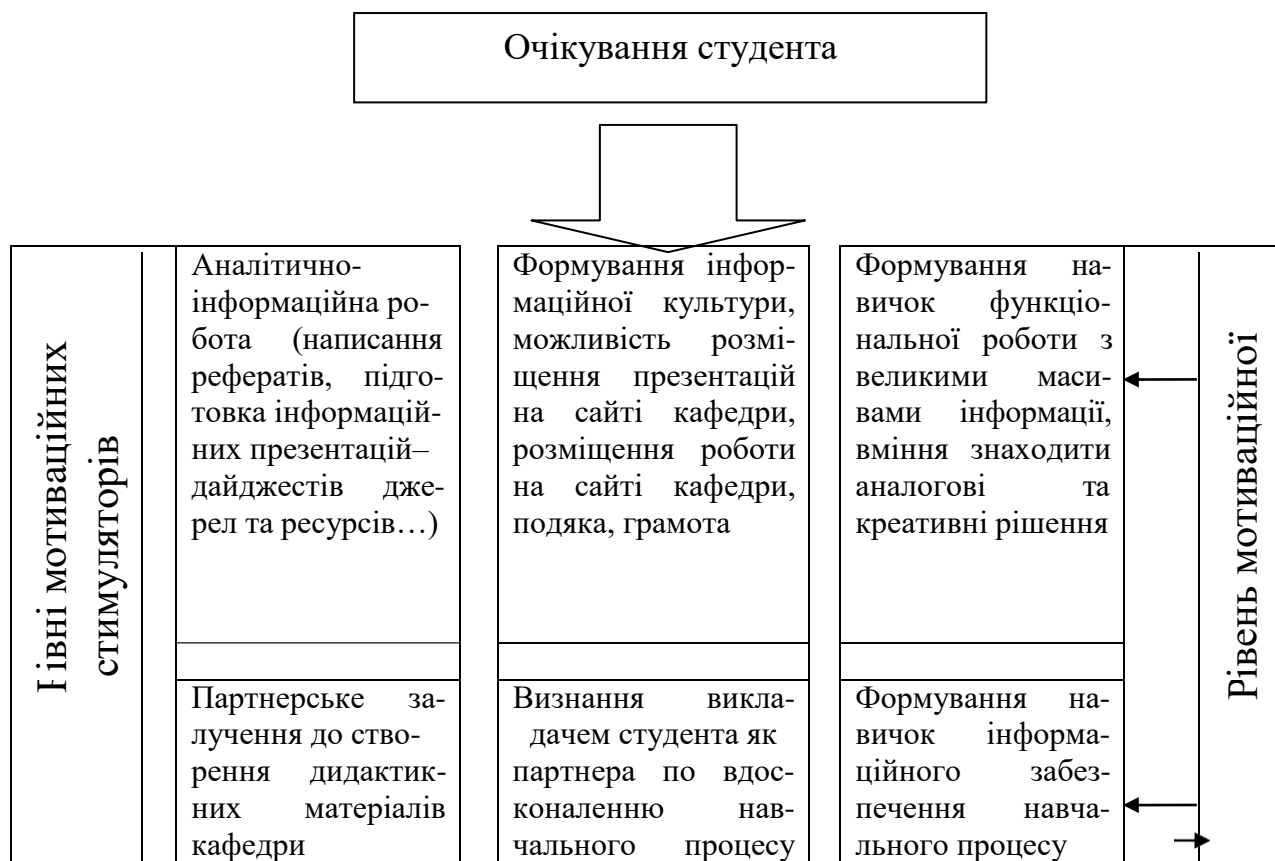 Очікування студента
Рівні мотиваційних
стимуляторів
Аналітично-
інформаційна ро-
бота (написання
рефератів, підго-
товка інформацій-
них презентацій–
дайджестів дже-
рел та ресурсів…)
Формування інфор-
маційної культури,
можливість розмі-
щення презентацій
на сайті кафедри,
розміщення роботи
на сайті кафедри,
подяка, грамота
Формування на-
вичок функціо-
нальної роботи з
великими маси-
вами інформації,
вміння знаходити
аналогові та
креативні рішення
Рівень мотиваційної
Партнерське за-
лучення до ство-
рення дидактик-
них матеріалів
кафедри
Визнання викла-
дачем студента як
партнера по вдос-
коналенню нав-
чального процесу
Формування на-
вичок інформа-
ційного забез-
печення навча-
льного процесу